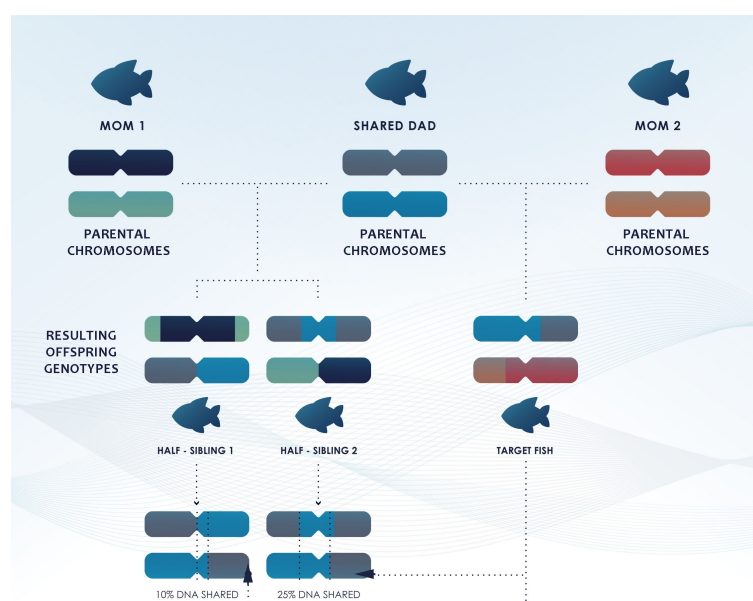 MOM 1
SHARED DAD
MOM 2
PARENTAL
CHROMOSOMES
PARENTAL
CHROMOSOMES
PARENTAL
CHROMOSOMES
RESULTING
OFFSPRING
GENOTYPES
HALF - SIBLING 1
HALF - SIBLING 2
TARGET FISH
10% DNA SHARED
25% DNA SHARED